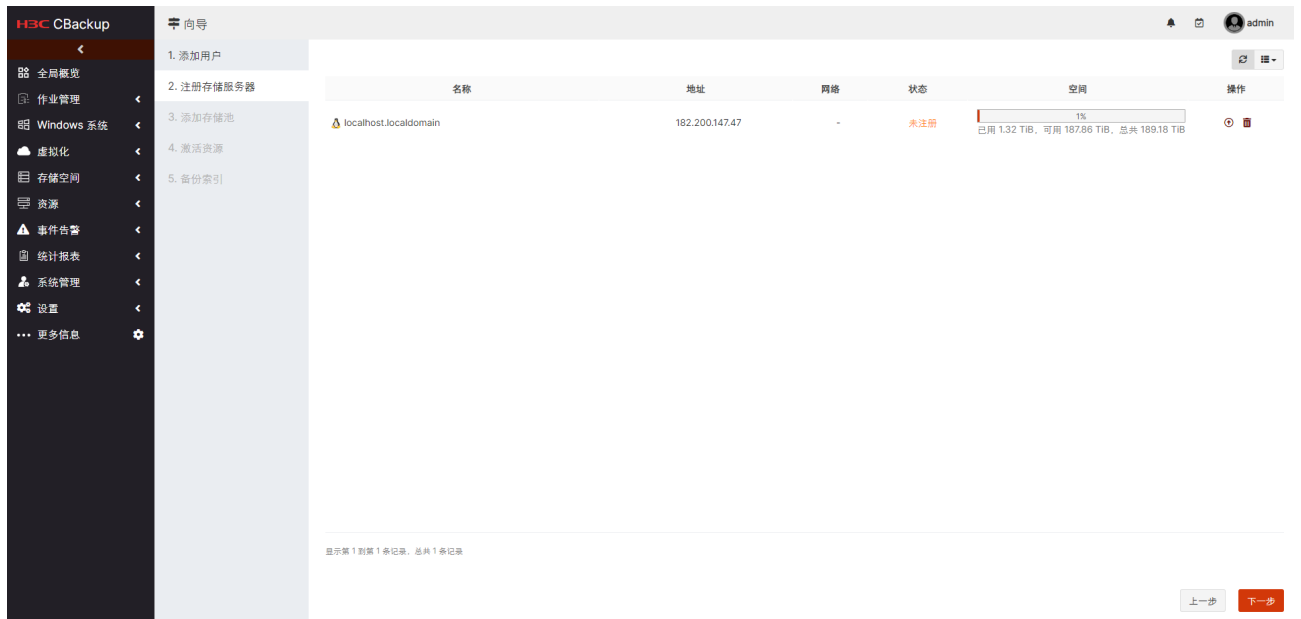 H3C CBackup
向导
admin
全局概览
作业管理
Windows 系统
虚拟化
存储空间
资源
事件告警
统计报表
系统管理
设置
更多信息
1. 添加用户
2. 注册存储服务器
3. 添加存储池
4. 激活资源
5. 备份索引
名称 地址 网络 状态 空间 操作
localhost.localdomain 182.200.147.47 - 未注册 1%
已用 1.32 TiB, 可用 187.86 TiB, 总共 189.18 TiB
显示第 1 到第 1 条记录，总共 1 条记录
上一步 下一步